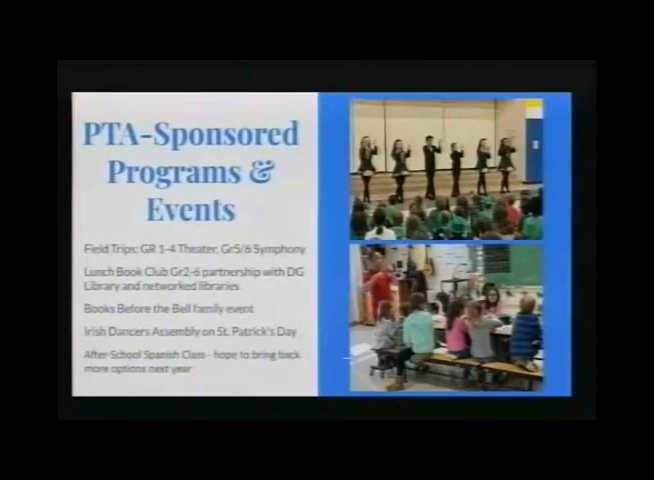 PTA-Sponsored
Programs &
Events
Field Trips: GR 1-4 Theater, Gr5/6 Symphony
Lunch Book Club Gr2-6 partnership with DG
Library and networked libraries
Books Before the Bell family event
Irish Dancers Assembly on St. Patrick's Day
After-School Spanish Class - hope to bring back
more options next year